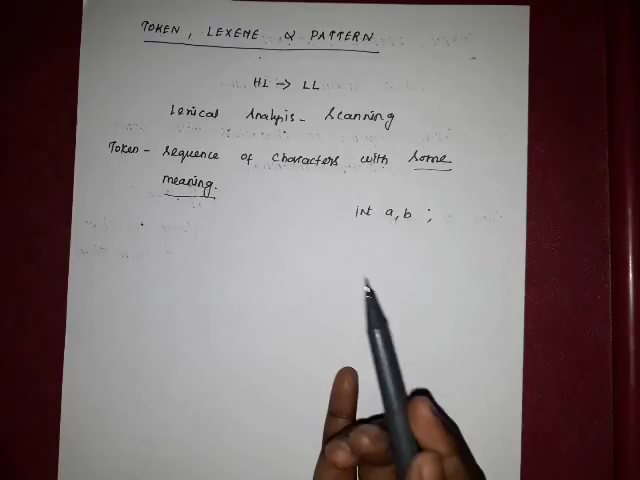 TOKEN, LEXEME & PATTERN
HL → LL
Lexical Analysis - Scanning
Token - sequence of characters with some
meaning.
int a, b ;